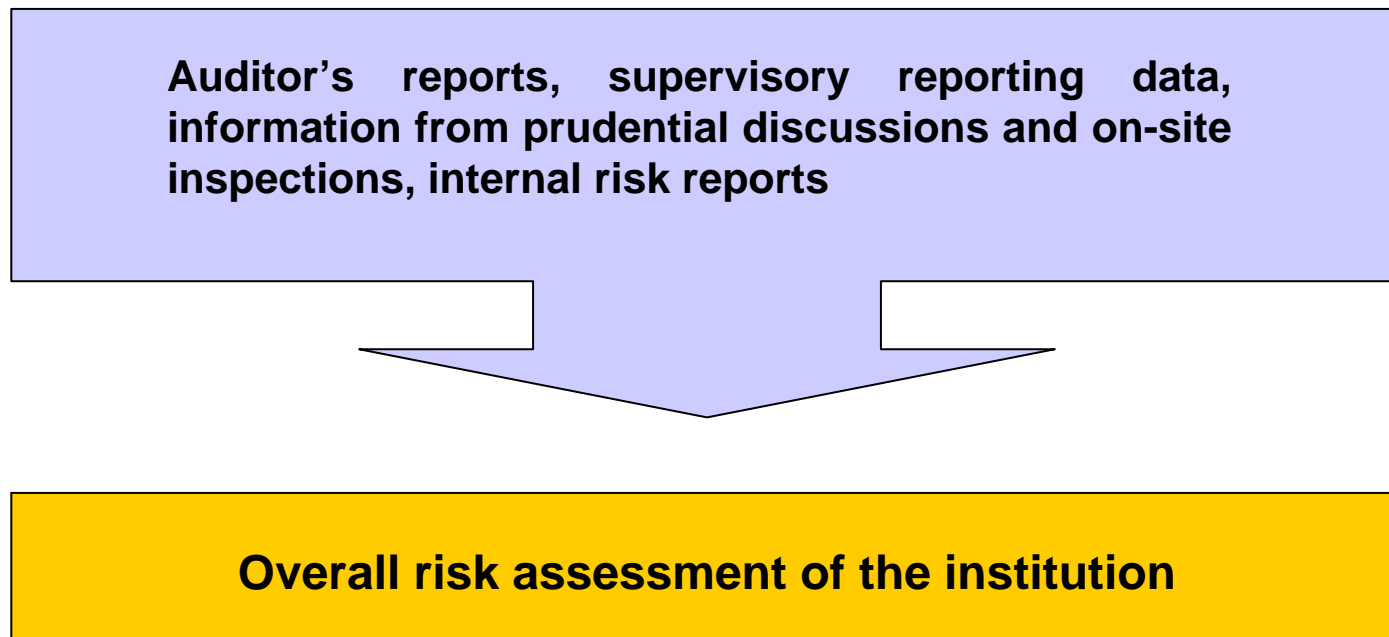 Auditor’s reports, supervisory reporting data,
information from prudential discussions and on-site
inspections, internal risk reports
Overall risk assessment of the institution